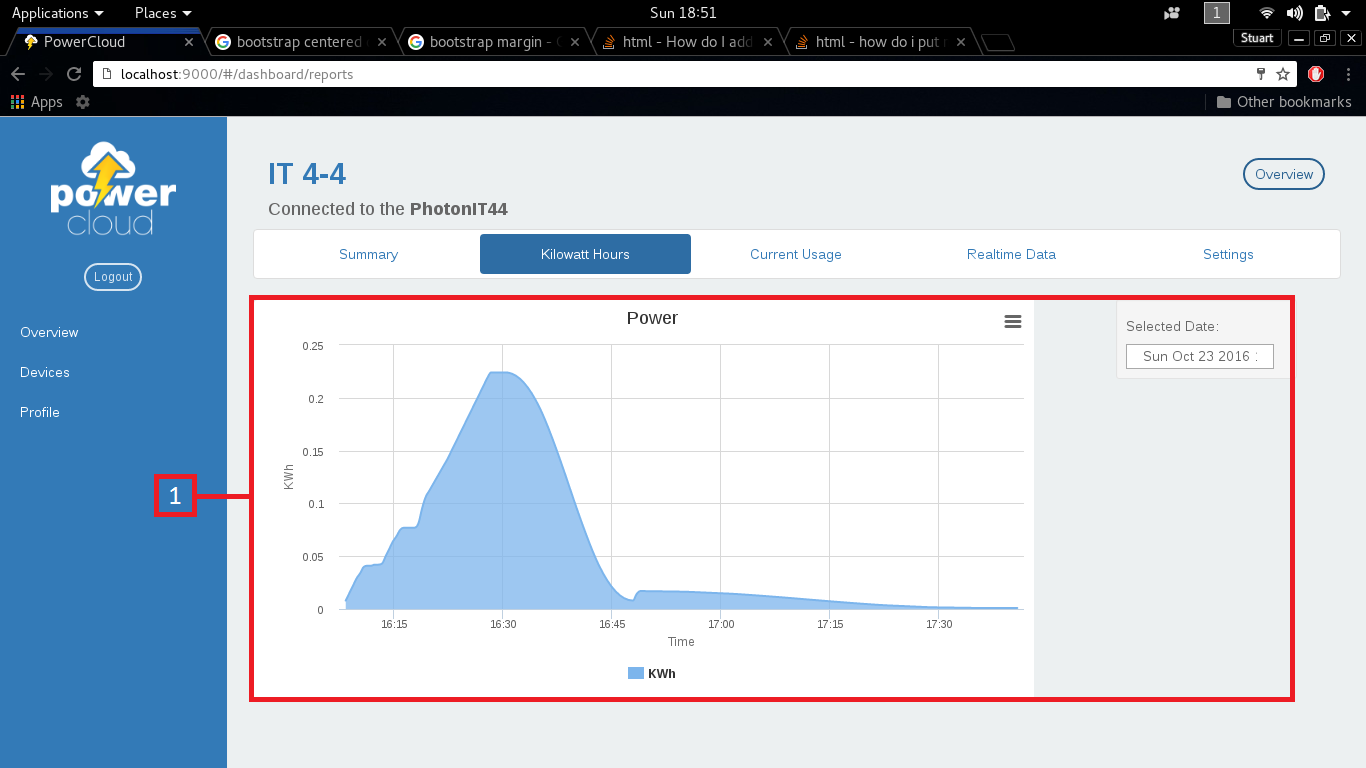 Applications Places Sun 18:51 1
PowerCloud bootstrap centered bootstrap margin - html - How do I add html - how do i put Stuart
localhost:9000/#/dashboard/reports
Apps Other bookmarks
power
cloud
Logout
Overview
Devices
Profile
IT 4-4
Connected to the PhotonIT44
Overview
Summary Kilowatt Hours Current Usage Realtime Data Settings
Power
0.25
0.2
0.15
0.1
0.05
0
KWh
16:15 16:30 16:45 17:00 17:15 17:30
Time
KWh
Selected Date:
Sun Oct 23 2016
1